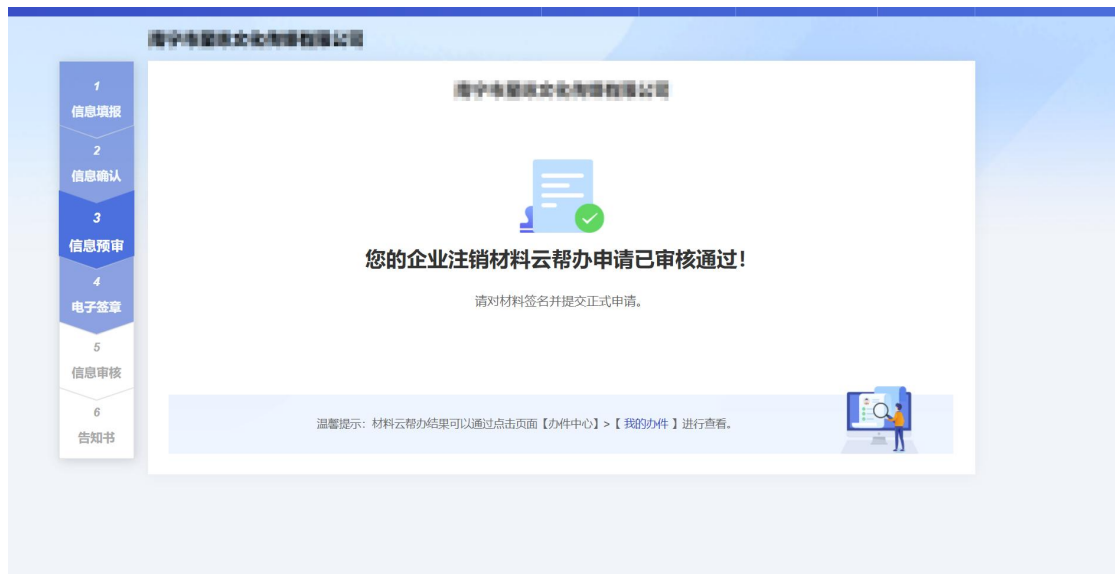 1
信息填报
2
信息确认
3
信息预审
4
电子签章
5
信息审核
6
告知书
您的企业注销材料云帮办申请已审核通过！
请对材料签名并提交正式申请。
温馨提示：材料云帮办结果可以通过点击页面【办件中心】>【 我的办件 】进行查看。